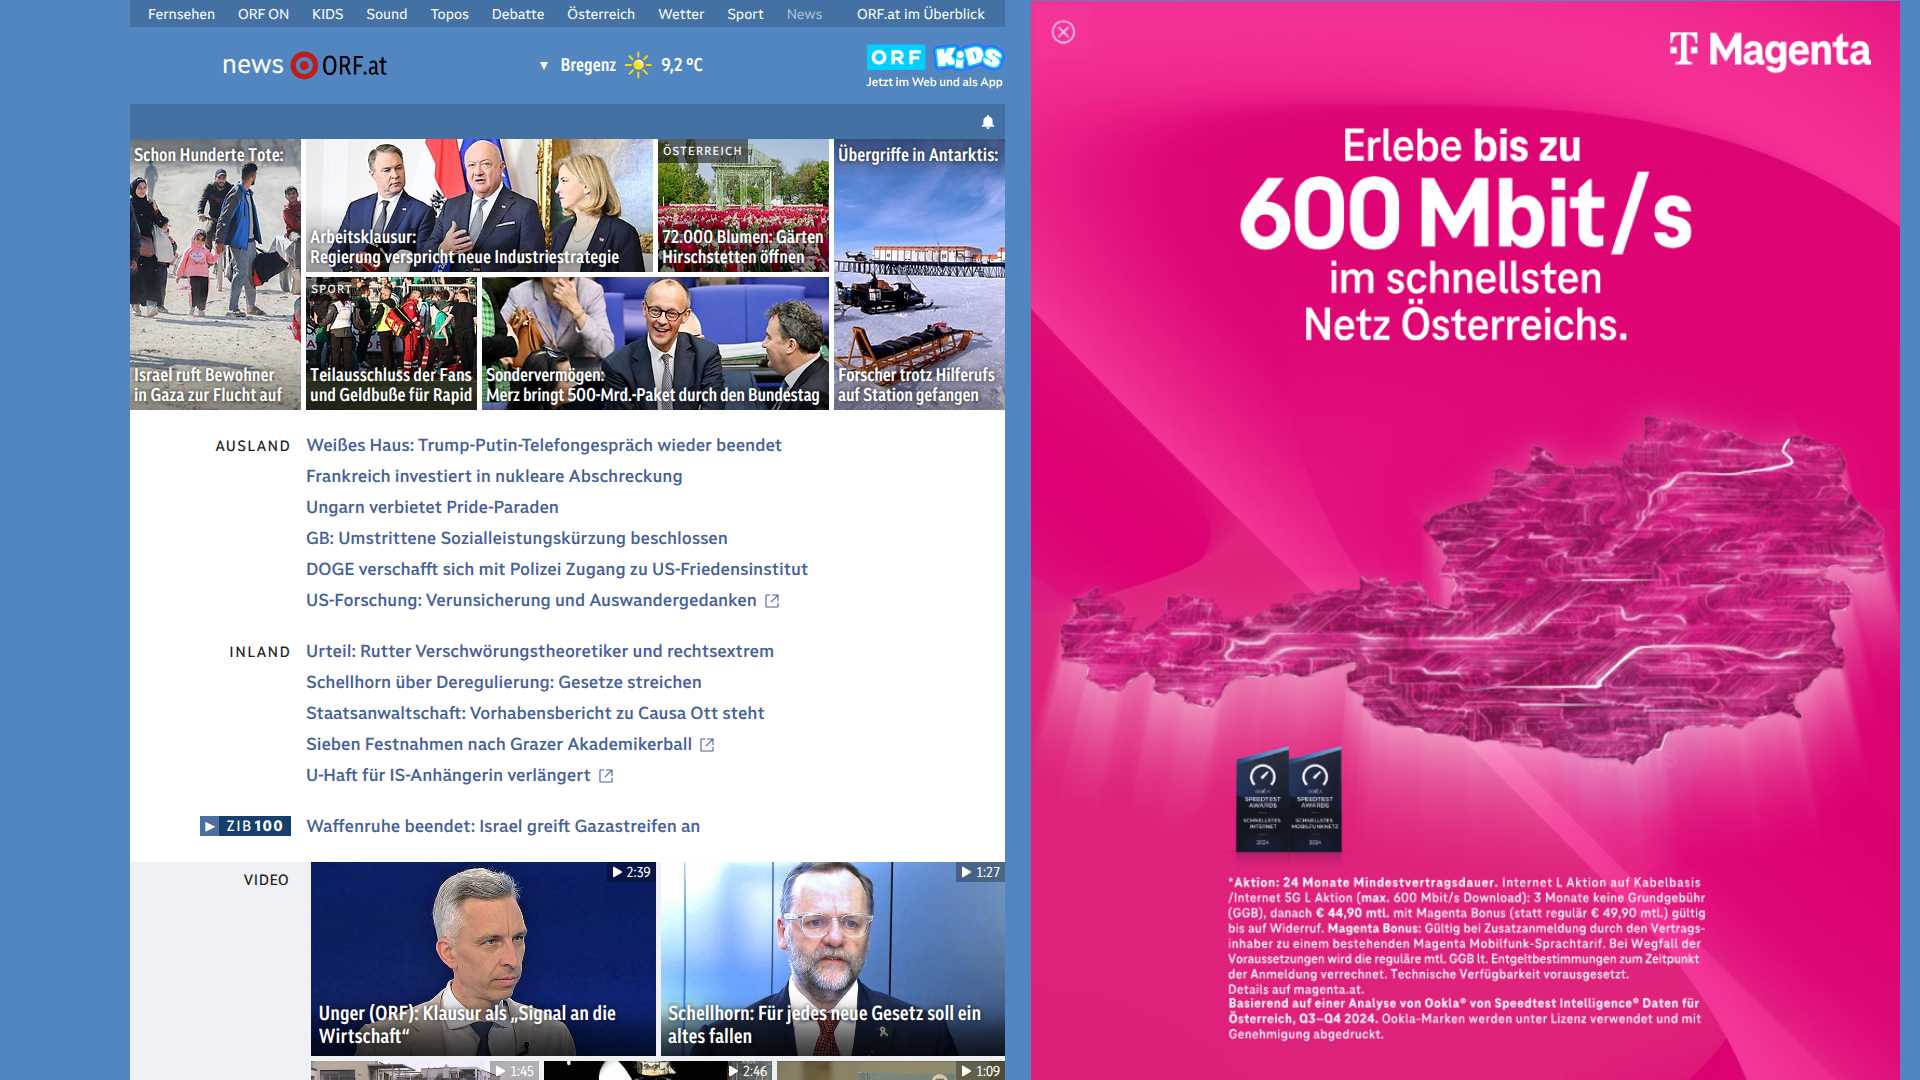 Fernsehen ORF ON KIDS Sound Topos Debatte Österreich Wetter Sport News ORF.at im Überblick
news ORF.at
Bregenz 9,2 °C
ORF KiDS
Jetzt im Web und als App
Schon Hunderte Tote:
Israel ruft Bewohner
in Gaza zur Flucht auf
Arbeitsklausur:
Regierung verspricht neue Industriestrategie
ÖSTERREICH
72.000 Blumen: Gärten
Hirschstetten öffnen
Übergriffe in Antarktis:
Forscher trotz Hilferufs
auf Station gefangen
SPORT
Teilausschluss der Fans
und Geldbuße für Rapid
Sondervermögen:
Merz bringt 500-Mrd.-Paket durch den Bundestag
AUSLAND
Weißes Haus: Trump-Putin-Telefongespräch wieder beendet
Frankreich investiert in nukleare Abschreckung
Ungarn verbietet Pride-Paraden
GB: Umstrittene Sozialleistungskürzung beschlossen
DOGE verschafft sich mit Polizei Zugang zu US-Friedensinstitut
US-Forschung: Verunsicherung und Auswandergedanken
INLAND
Urteil: Rutter Verschwörungstheoretiker und rechtsextrem
Schellhorn über Deregulierung: Gesetze streichen
Staatsanwaltschaft: Vorhabensbericht zu Causa Ott steht
Sieben Festnahmen nach Grazer Akademikerball
U-Haft für IS-Anhängerin verlängert
ZIB 100
Waffenruhe beendet: Israel greift Gazastreifen an
VIDEO
2:39
Unger (ORF): Klausur als „Signal an die
Wirtschaft“
1:27
Schellhorn: Für jedes neue Gesetz soll ein
altes fallen
1:45
2:46
1:09
T Magenta
Erlebe bis zu
600 Mbit/s
im schnellsten
Netz Österreichs.
OOKLA
SPEEDTEST
AWARDS
SCHNELLSTES
INTERNET
2024
OOKLA
SPEEDTEST
AWARDS
SCHNELLSTES
MOBILFUNKNETZ
2024
*Aktion: 24 Monate Mindestvertragsdauer. Internet L Aktion auf Kabelbasis
/Internet 5G L Aktion (max. 600 Mbit/s Download): 3 Monate keine Grundgebühr
(GGB), danach € 44,90 mtl. mit Magenta Bonus (statt regulär € 49,90 mtl.) gültig
bis auf Widerruf. Magenta Bonus: Gültig bei Zusatzanmeldung durch den Vertrags-
inhaber zu einem bestehenden Magenta Mobilfunk-Sprachtarif. Bei Wegfall der
Voraussetzungen wird die reguläre mtl. GGB lt. Entgeltbestimmungen zum Zeitpunkt
der Anmeldung verrechnet. Technische Verfügbarkeit vorausgesetzt.
Details auf magenta.at.
Basierend auf einer Analyse von Ookla® von Speedtest Intelligence® Daten für
Österreich, Q3–Q4 2024. Ookla-Marken werden unter Lizenz verwendet und mit
Genehmigung abgedruckt.